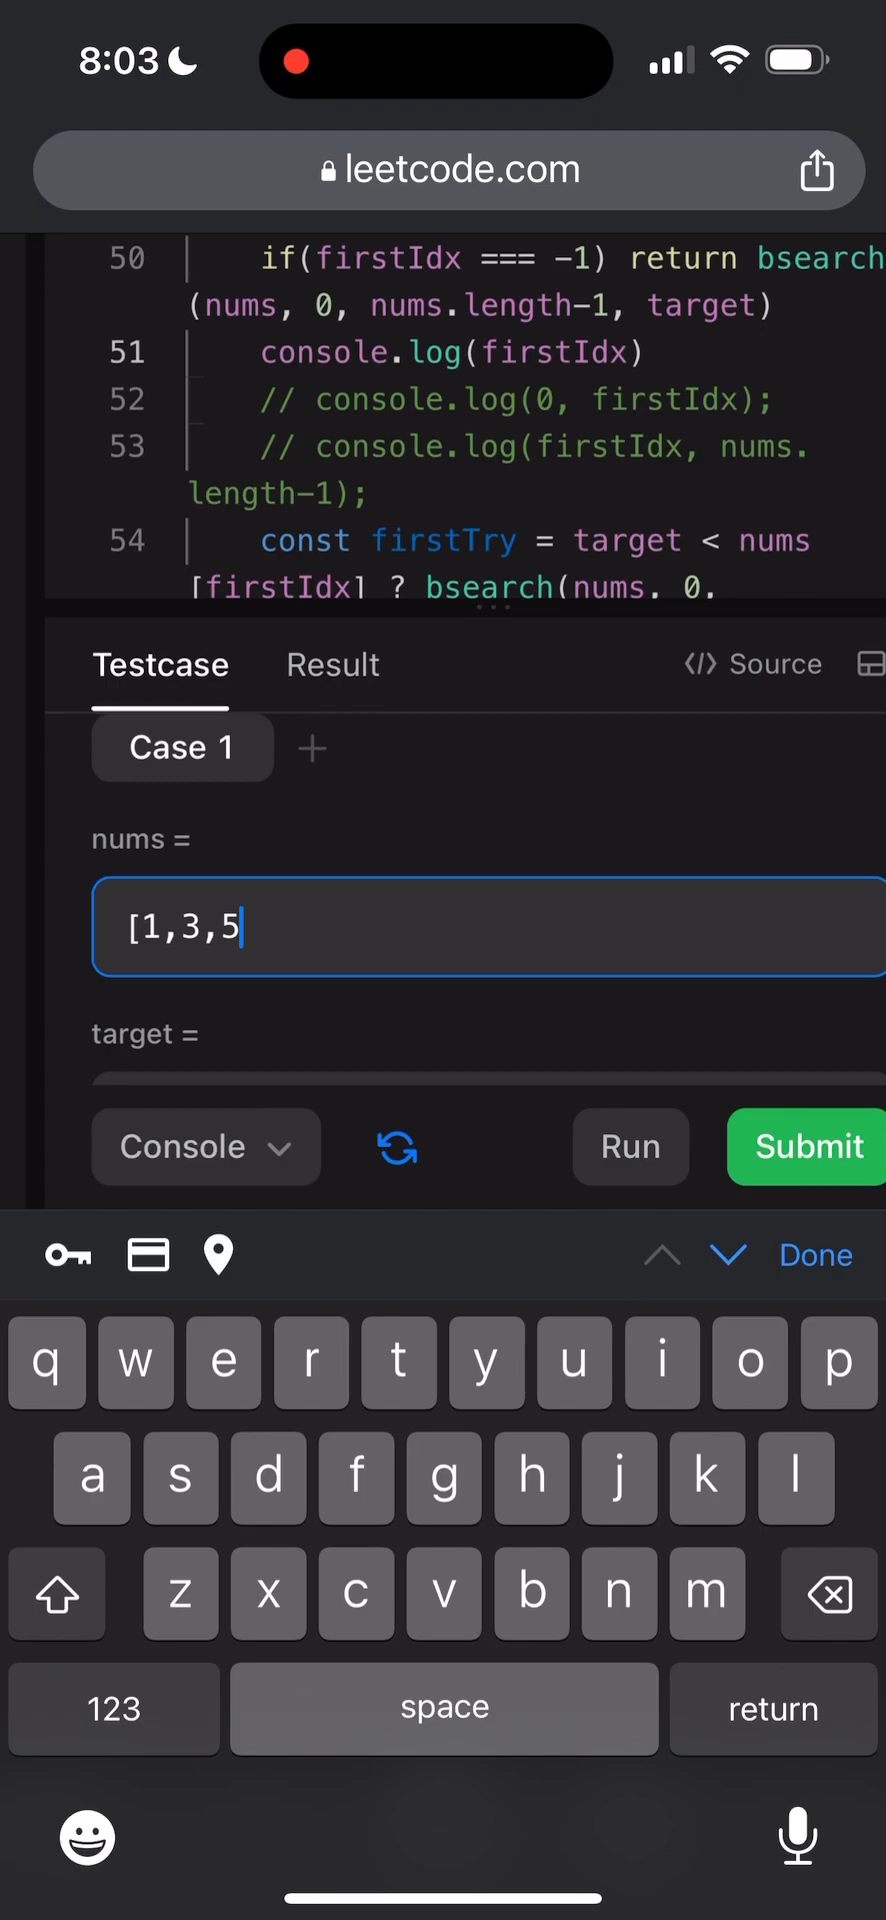 8:03
leetcode.com
50 if(firstIdx === -1) return bsearch
(nums, 0, nums.length-1, target)
51 console.log(firstIdx)
52 // console.log(0, firstIdx);
53 // console.log(firstIdx, nums.
length-1);
54 const firstTry = target < nums
[firstIdx] ? bsearch(nums, 0,
Testcase Result </> Source
Case 1 +
nums =
[1,3,5
target =
Console Run Submit
Done
q w e r t y u i o p
a s d f g h j k l
z x c v b n m
123 space return